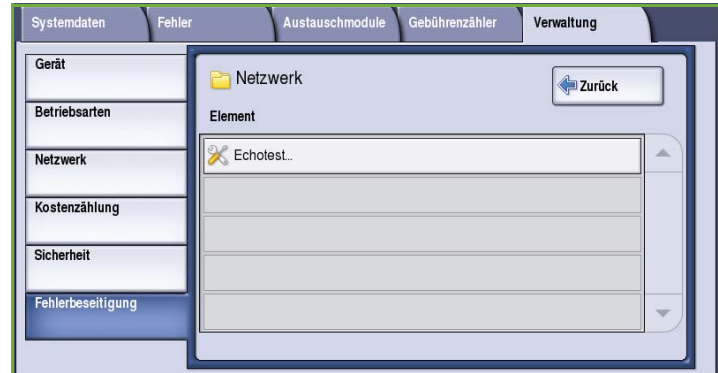 Systemdaten Fehler Austauschmodule Gebührenzähler Verwaltung
Gerät
Betriebsarten
Netzwerk
Kostenzählung
Sicherheit
Fehlerbeseitigung
Netzwerk
Zurück
Element
Echotest...